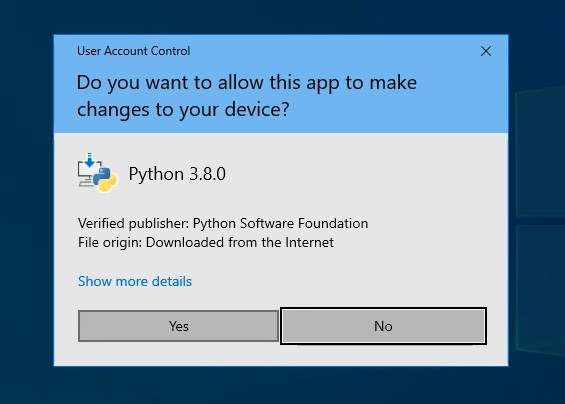 User Account Control
Do you want to allow this app to make
changes to your device?
Python 3.8.0
Verified publisher: Python Software Foundation
File origin: Downloaded from the Internet
Show more details
Yes
No